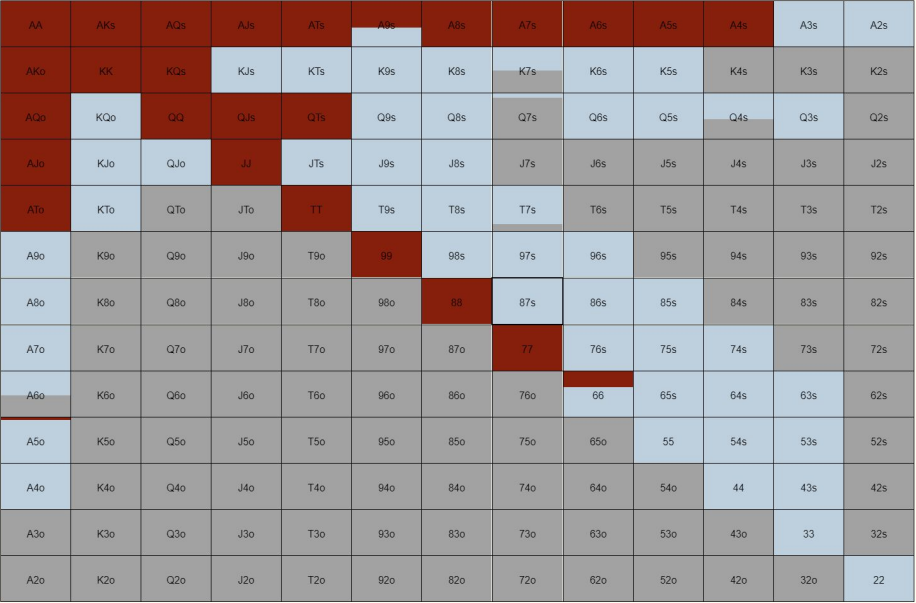 AA AKs AQs AJs ATs A9s A8s A7s A6s A5s A4s A3s A2s
AKo KK KQs KJs KTs K9s K8s K7s K6s K5s K4s K3s K2s
AQo KQo QQ QJs QTs Q9s Q8s Q7s Q6s Q5s Q4s Q3s Q2s
AJo KJo QJo JJ JTs J9s J8s J7s J6s J5s J4s J3s J2s
ATo KTo QTo JTo TT T9s T8s T7s T6s T5s T4s T3s T2s
A9o K9o Q9o J9o T9o 99 98s 97s 96s 95s 94s 93s 92s
A8o K8o Q8o J8o T8o 98o 88 87s 86s 85s 84s 83s 82s
A7o K7o Q7o J7o T7o 97o 87o 77 76s 75s 74s 73s 72s
A6o K6o Q6o J6o T6o 96o 86o 76o 66 65s 64s 63s 62s
A5o K5o Q5o J5o T5o 95o 85o 75o 65o 55 54s 53s 52s
A4o K4o Q4o J4o T4o 94o 84o 74o 64o 54o 44 43s 42s
A3o K3o Q3o J3o T3o 93o 83o 73o 63o 53o 43o 33 32s
A2o K2o Q2o J2o T2o 92o 82o 72o 62o 52o 42o 32o 22